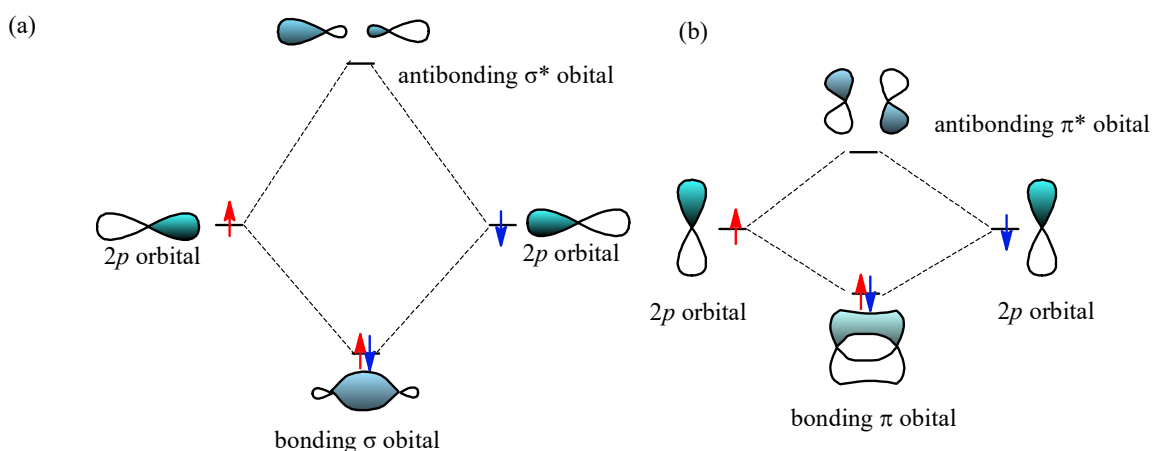 (a)
antibonding σ* obital
2p orbital
2p orbital
bonding σ obital
(b)
antibonding π* obital
2p orbital
2p orbital
bonding π obital